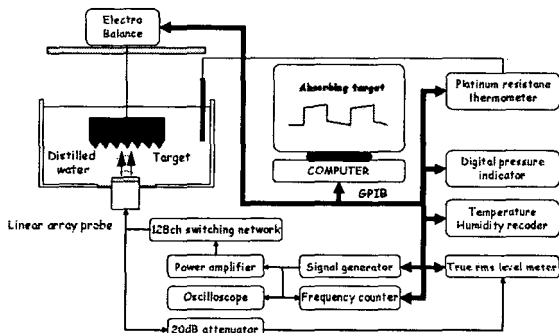 Electro
Balance
Absorbing target
Platinum resistane
thermometer
Distilled
water
Target
COMPUTER
GPIB
Digital pressure
indicator
Linear array probe
128ch switching network
Temperature
Humidity recoder
Power amplifier
Signal generator
True rms level meter
Oscilloscope
Frequency counter
20dB attenuator